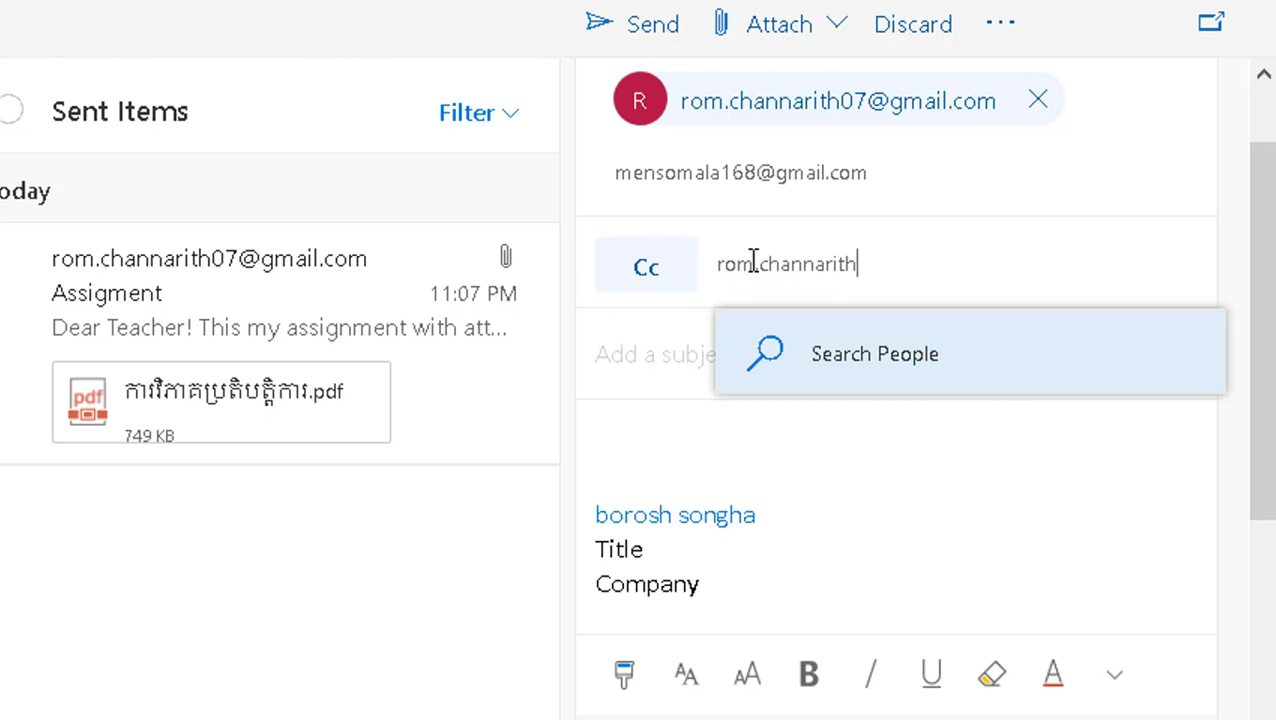 Send Attach Discard ...
Sent Items Filter
R rom.channarith07@gmail.com
mensomala168@gmail.com
oday
Cc rom.channarith
rom.channarith07@gmail.com
Assigment 11:07 PM
Dear Teacher! This my assignment with att...
Add a subje
Search People
pdf ការវិភាគប្រតិបត្តិការ.pdf
749 KB
borosh songha
Title
Company
AA AA B / U A